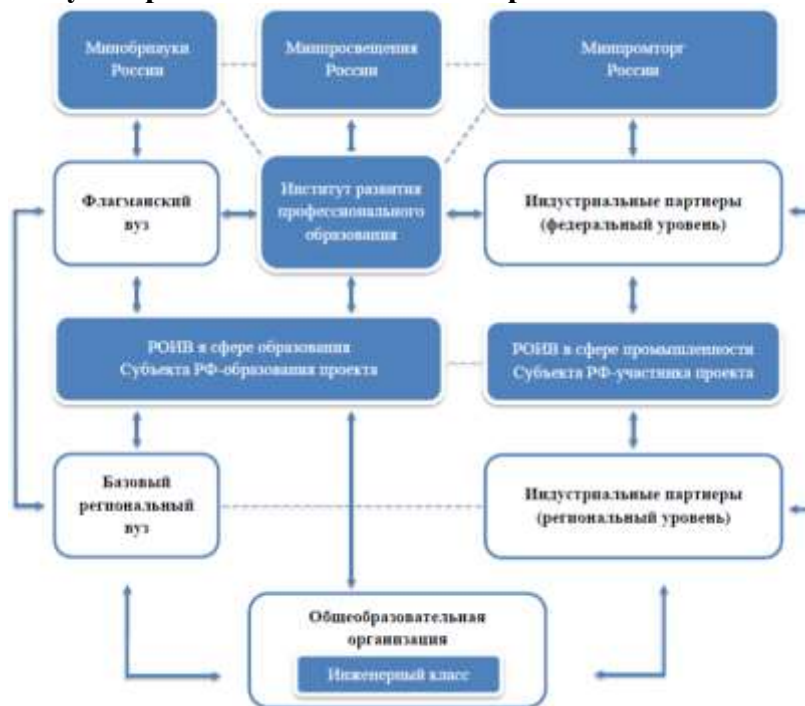 Минобрнауки
России
Минпросвещения
России
Минпромторг
России
Флагманский
вуз
Институт развития
профессионального
образования
Индустриальные партнеры
(федеральный уровень)
РОИВ в сфере образования
Субъекта РФ-образования проекта
РОИВ в сфере промышленности
Субъекта РФ-участника проекта
Базовый
региональный
вуз
Индустриальные партнеры
(региональный уровень)
Общеобразовательная
организация
Инженерный класс